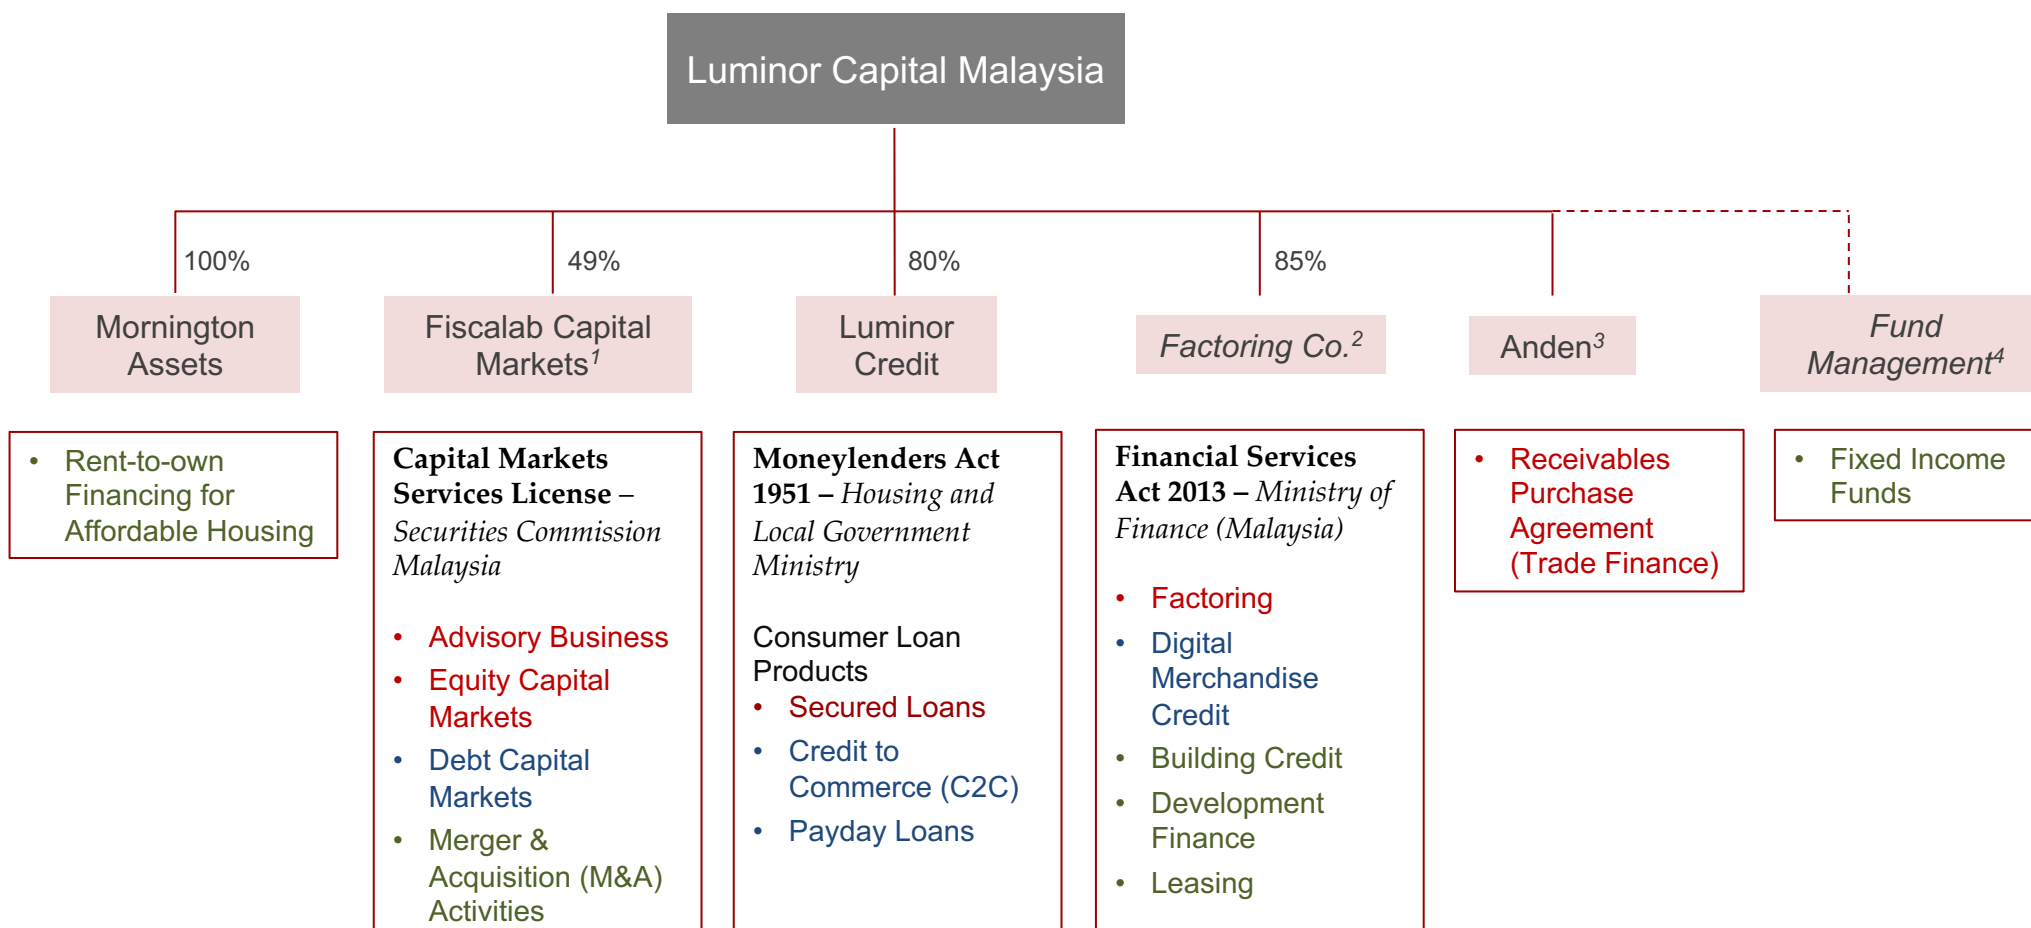 Luminor Capital Malaysia
100%
49%
80%
85%
Mornington
Assets
Fiscalab Capital
Markets1
Luminor
Credit
Factoring Co.2
Anden3
Fund
Management4
• Rent-to-own
Financing for
Affordable Housing
Capital Markets
Services License –
Securities Commission
Malaysia
• Advisory Business
• Equity Capital
Markets
• Debt Capital
Markets
• Merger &
Acquisition (M&A)
Activities
Moneylenders Act
1951 – Housing and
Local Government
Ministry
Consumer Loan
Products
• Secured Loans
• Credit to
Commerce (C2C)
• Payday Loans
Financial Services
Act 2013 – Ministry of
Finance (Malaysia)
• Factoring
• Digital
Merchandise
Credit
• Building Credit
• Development
Finance
• Leasing
• Receivables
Purchase
Agreement
(Trade Finance)
• Fixed Income
Funds